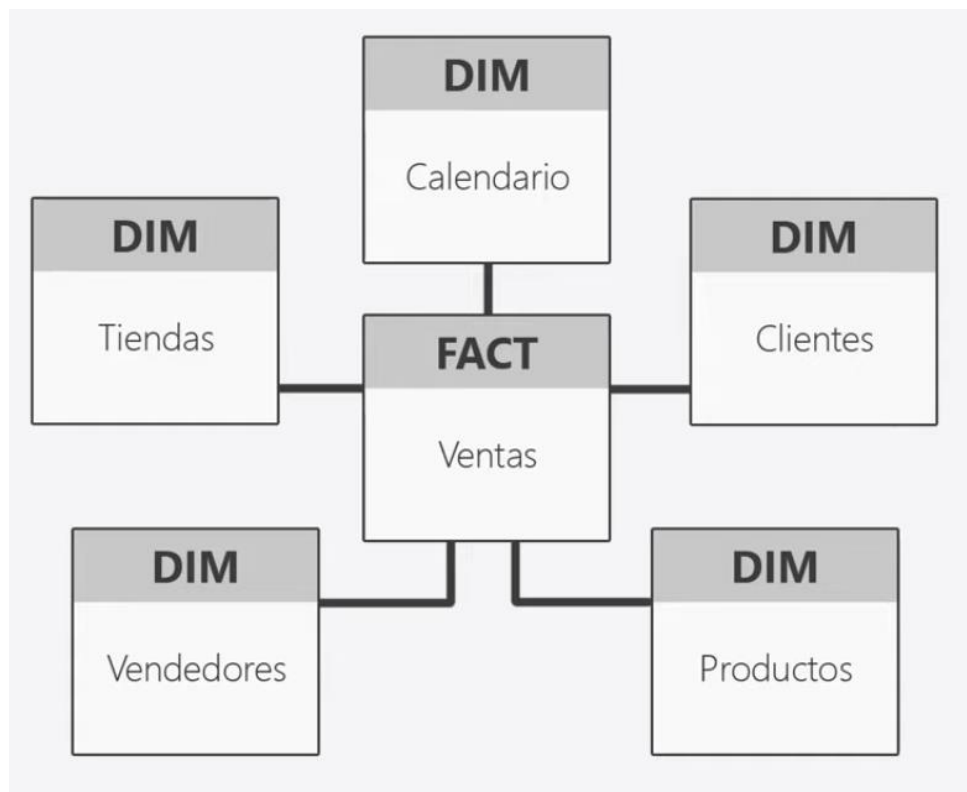 DIM
Calendario
DIM
Tiendas
DIM
Clientes
FACT
Ventas
DIM
Vendedores
DIM
Productos